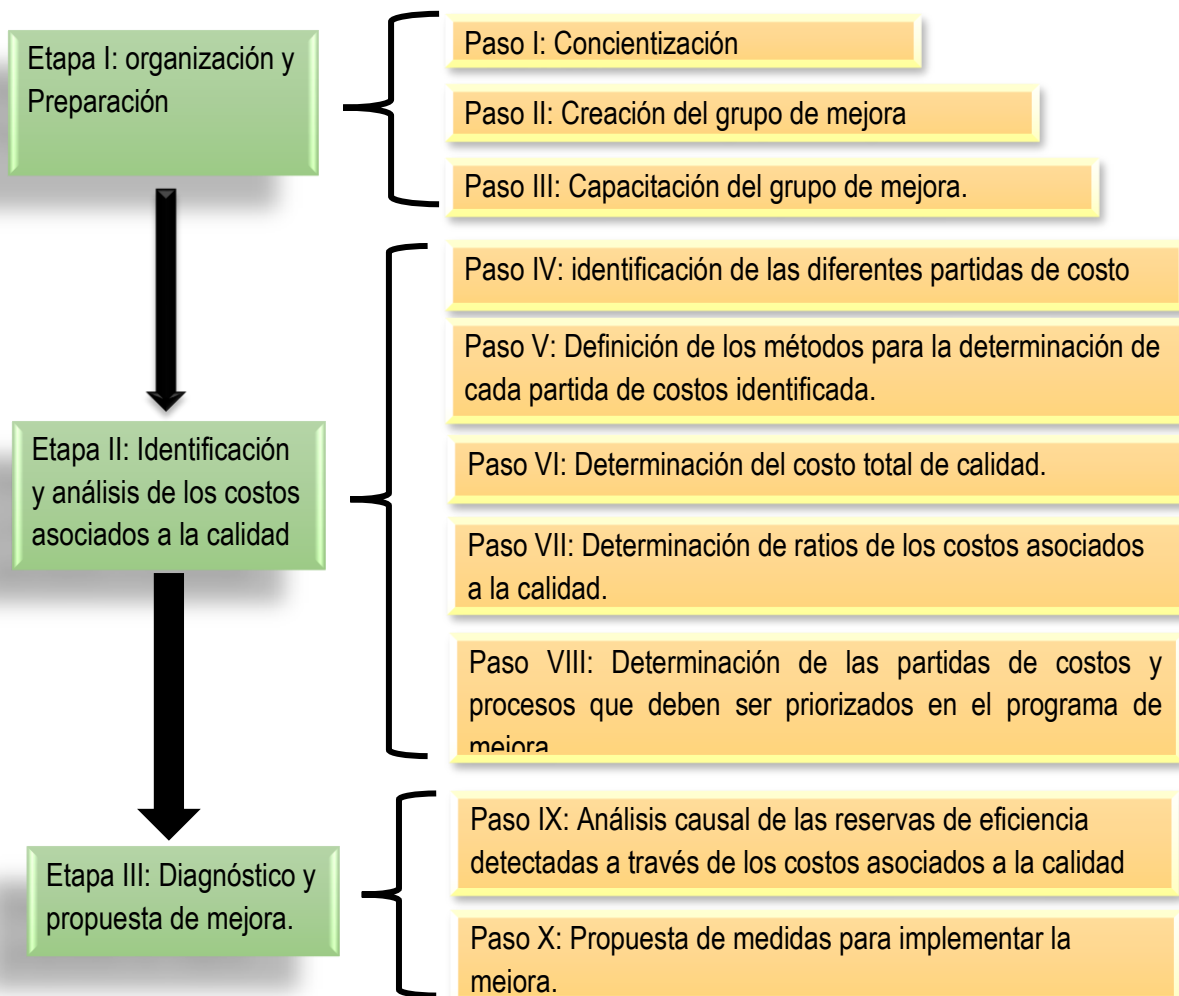 Etapa I: organización y
Preparación
Paso I: Concientización
Paso II: Creación del grupo de mejora
Paso III: Capacitación del grupo de mejora.
Etapa II: Identificación
y análisis de los costos
asociados a la calidad
Paso IV: identificación de las diferentes partidas de costo
Paso V: Definición de los métodos para la determinación de
cada partida de costos identificada.
Paso VI: Determinación del costo total de calidad.
Paso VII: Determinación de ratios de los costos asociados
a la calidad.
Paso VIII: Determinación de las partidas de costos y
procesos que deben ser priorizados en el programa de
mejora
Etapa III: Diagnóstico y
propuesta de mejora.
Paso IX: Análisis causal de las reservas de eficiencia
detectadas a través de los costos asociados a la calidad
Paso X: Propuesta de medidas para implementar la
mejora.